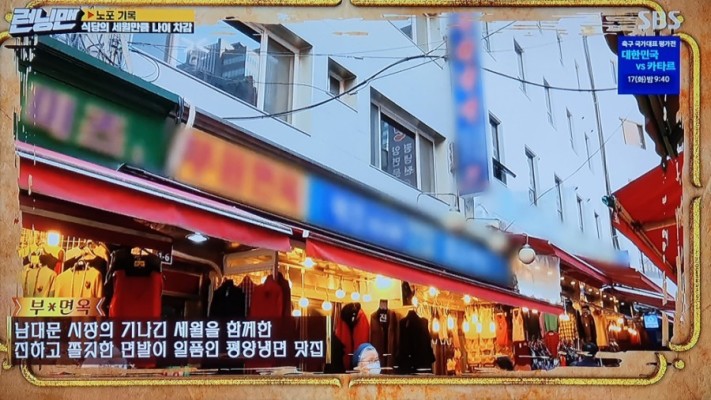 런닝맨
노포 기록
식당의 세월만큼 나이 차감
SBS
축구 국가대표 평가전
대한민국
VS 카타르
17(화)밤 9:40
부*면옥
남대문 시장의 기나긴 세월을 함께한
진하고 쫄깃한 면발이 일품인 평양냉면 맛집